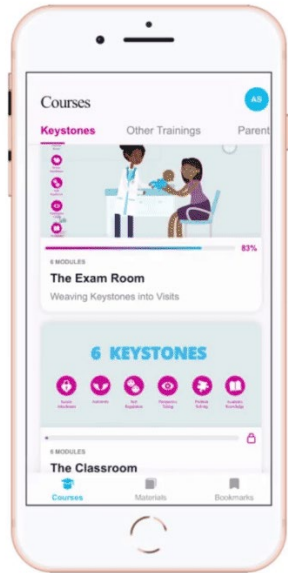 Courses
AS
Keystones Other Trainings Parent
83%
6 MODULES
The Exam Room
Weaving Keystones into Visits
6 KEYSTONES
6 MODULES
The Classroom
Courses Materials Bookmarks